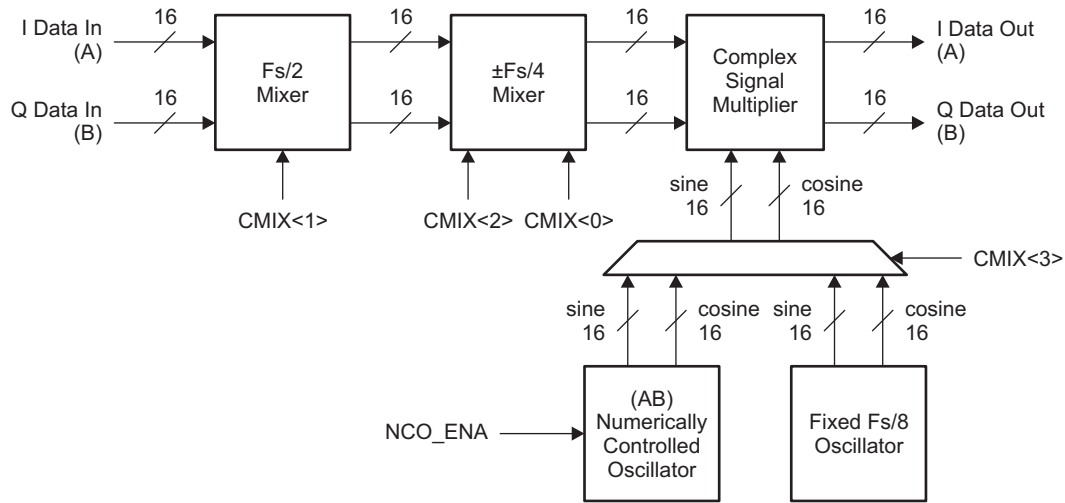 I Data In
(A)
16
16
16
16
I Data Out
(A)
Fs/2
Mixer
±Fs/4
Mixer
Complex
Signal
Multiplier
Q Data In
(B)
16
16
16
16
Q Data Out
(B)
CMIX<1>
CMIX<2>
CMIX<0>
sine
16
cosine
16
CMIX<3>
sine
16
cosine
16
sine
16
cosine
16
NCO_ENA
(AB)
Numerically
Controlled
Oscillator
Fixed Fs/8
Oscillator